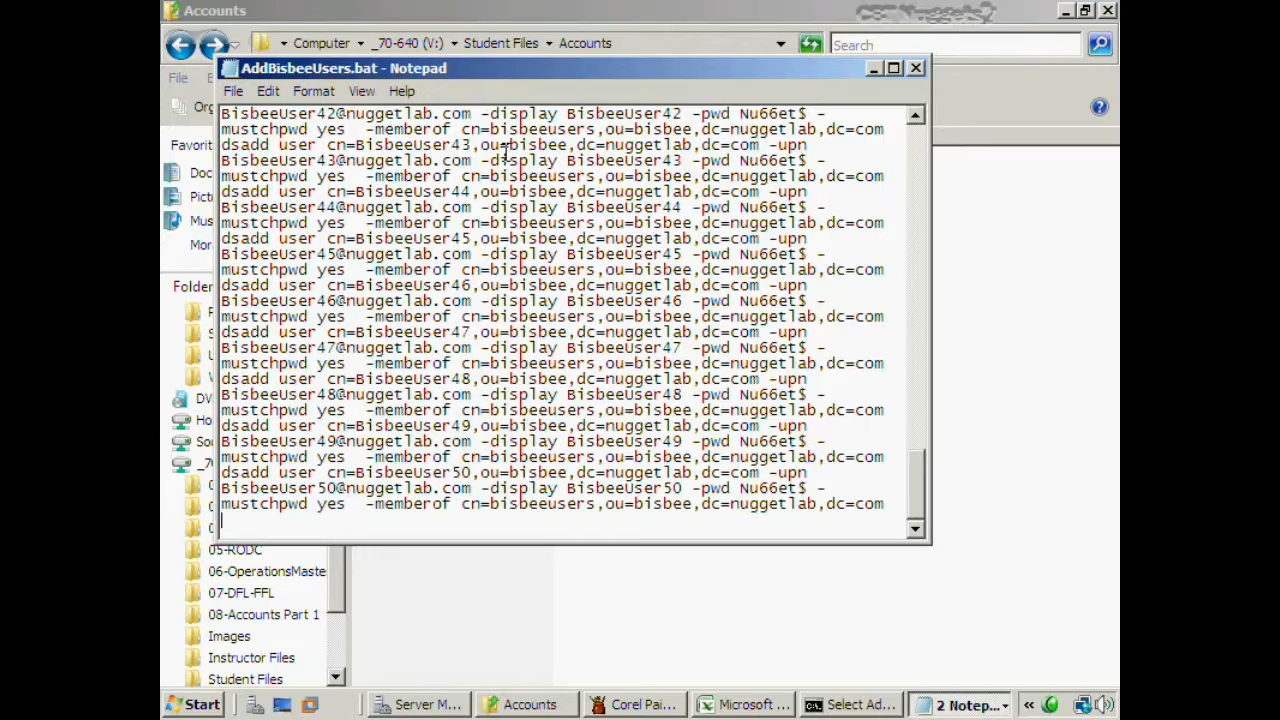 Accounts
Computer _70-640 (V:) Student Files Accounts
Search
File
Org
AddBisbeeUsers.bat - Notepad
File Edit Format View Help
BisbeeUser42@nuggetlab.com -display BisbeeUser42 -pwd Nu66et$ -
mustchpwd yes  -memberof cn=bisbeeusers,ou=bisbee,dc=nuggetlab,dc=com
dsadd user cn=BisbeeUser43,ou=bisbee,dc=nuggetlab,dc=com -upn
BisbeeUser43@nuggetlab.com -display BisbeeUser43 -pwd Nu66et$ -
mustchpwd yes  -memberof cn=bisbeeusers,ou=bisbee,dc=nuggetlab,dc=com
dsadd user cn=BisbeeUser44,ou=bisbee,dc=nuggetlab,dc=com -upn
BisbeeUser44@nuggetlab.com -display BisbeeUser44 -pwd Nu66et$ -
mustchpwd yes  -memberof cn=bisbeeusers,ou=bisbee,dc=nuggetlab,dc=com
dsadd user cn=BisbeeUser45,ou=bisbee,dc=nuggetlab,dc=com -upn
BisbeeUser45@nuggetlab.com -display BisbeeUser45 -pwd Nu66et$ -
mustchpwd yes  -memberof cn=bisbeeusers,ou=bisbee,dc=nuggetlab,dc=com
dsadd user cn=BisbeeUser46,ou=bisbee,dc=nuggetlab,dc=com -upn
BisbeeUser46@nuggetlab.com -display BisbeeUser46 -pwd Nu66et$ -
mustchpwd yes  -memberof cn=bisbeeusers,ou=bisbee,dc=nuggetlab,dc=com
dsadd user cn=BisbeeUser47,ou=bisbee,dc=nuggetlab,dc=com -upn
BisbeeUser47@nuggetlab.com -display BisbeeUser47 -pwd Nu66et$ -
mustchpwd yes  -memberof cn=bisbeeusers,ou=bisbee,dc=nuggetlab,dc=com
dsadd user cn=BisbeeUser48,ou=bisbee,dc=nuggetlab,dc=com -upn
BisbeeUser48@nuggetlab.com -display BisbeeUser48 -pwd Nu66et$ -
mustchpwd yes  -memberof cn=bisbeeusers,ou=bisbee,dc=nuggetlab,dc=com
dsadd user cn=BisbeeUser49,ou=bisbee,dc=nuggetlab,dc=com -upn
BisbeeUser49@nuggetlab.com -display BisbeeUser49 -pwd Nu66et$ -
mustchpwd yes  -memberof cn=bisbeeusers,ou=bisbee,dc=nuggetlab,dc=com
dsadd user cn=BisbeeUser50,ou=bisbee,dc=nuggetlab,dc=com -upn
BisbeeUser50@nuggetlab.com -display BisbeeUser50 -pwd Nu66et$ -
mustchpwd yes  -memberof cn=bisbeeusers,ou=bisbee,dc=nuggetlab,dc=com
Favorit
Doc
Pictu
Mus
Mor
Folder
DV
Ho
Sou
_7
05-RODC
06-OperationsMaste
07-DFL-FFL
08-Accounts Part 1
Images
Instructor Files
Student Files
Start Server M... Accounts Corel Pai... Microsoft ... Select Ad... 2 Notep... «